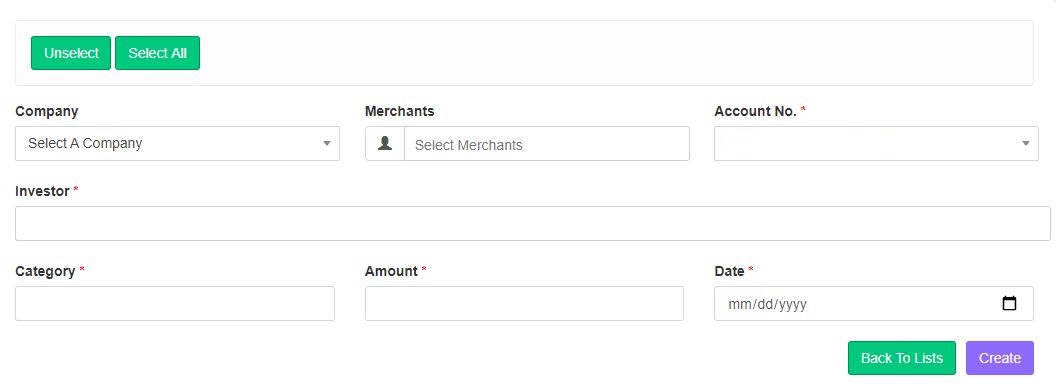 Unselect Select All
Company Merchants Account No. *
Select A Company Select Merchants
Investor *
Category * Amount * Date *
mm/dd/yyyy
Back To Lists Create